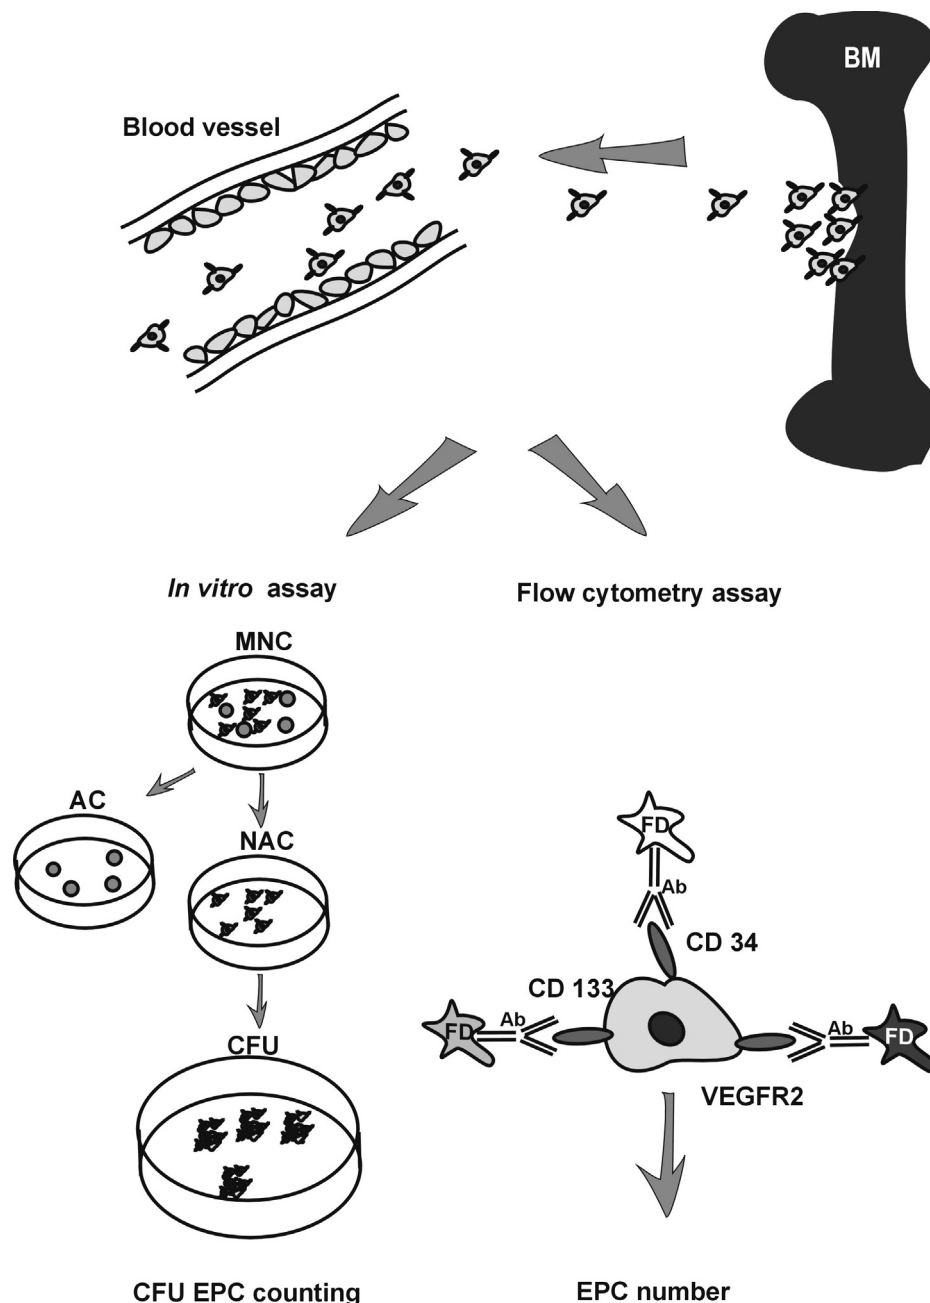 BM
Blood vessel
In vitro assay
Flow cytometry assay
MNC
AC
NAC
CFU
FD
Ab
CD 34
CD 133
FD
Ab
Ab
FD
VEGFR2
CFU EPC counting
EPC number